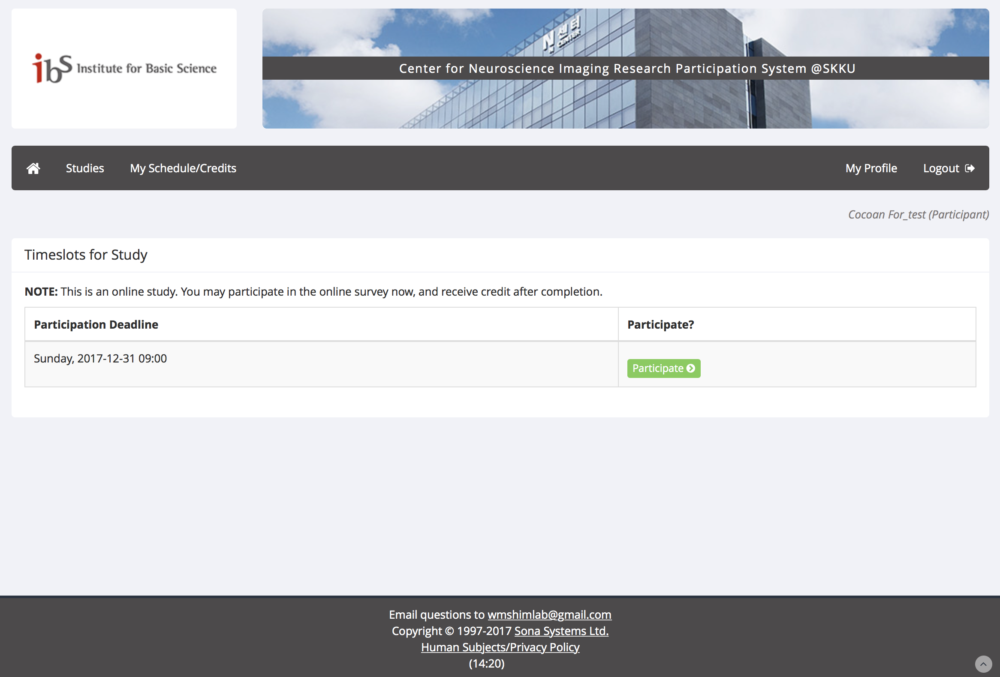 ibs Institute for Basic Science
N 센터
N CENTER
Center for Neuroscience Imaging Research Participation System @SKKU
Studies
My Schedule/Credits
My Profile
Logout
Cocoan For_test (Participant)
Timeslots for Study
NOTE: This is an online study. You may participate in the online survey now, and receive credit after completion.
Participation Deadline
Participate?
Sunday, 2017-12-31 09:00
Participate
Email questions to wmshimlab@gmail.com
Copyright © 1997-2017 Sona Systems Ltd.
Human Subjects/Privacy Policy
(14:20)